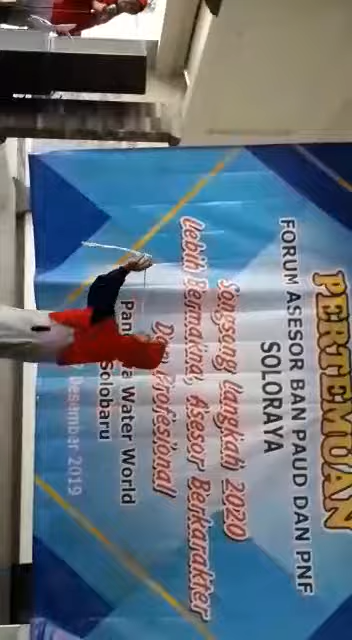 PERTEMUAN
FORUM ASESOR BAN PAUD DAN PNF
SOLORAYA
Songsong Langkah 2020
Lebih Bermakna, Asesor Berkarakter
Profesional
Water World
Solobaru
Desember 2019